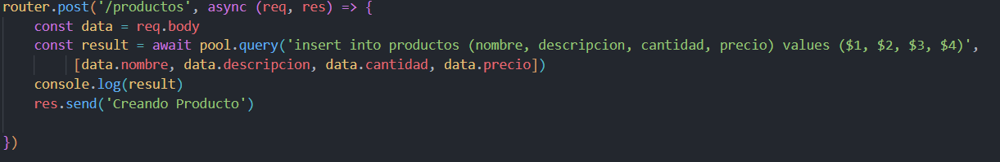 router.post('/productos', async (req, res) => {
    const data = req.body
    const result = await pool.query('insert into productos (nombre, descripcion, cantidad, precio) values ($1, $2, $3, $4)',
        [data.nombre, data.descripcion, data.cantidad, data.precio])
    console.log(result)
    res.send('Creando Producto')
})